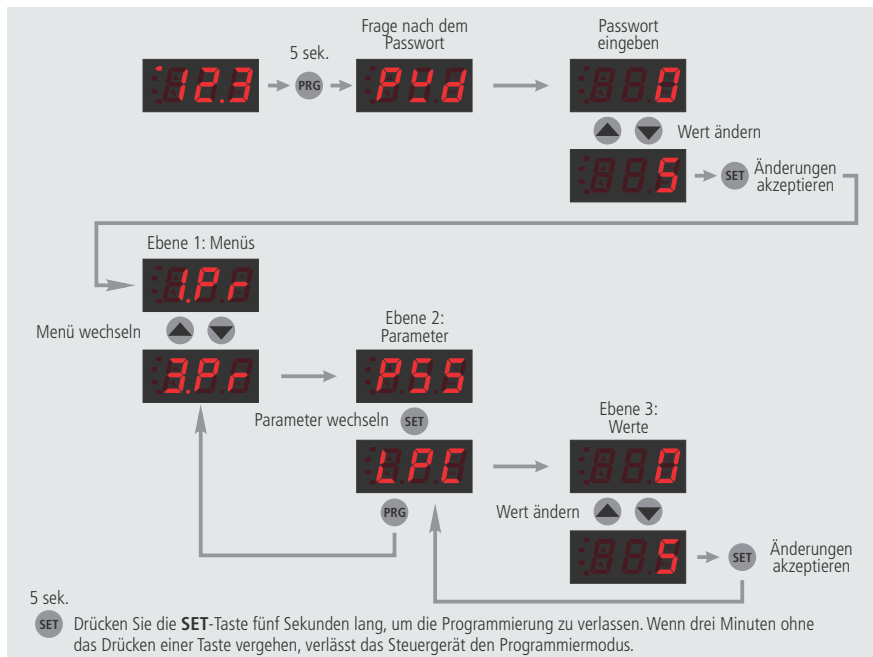 Frage nach dem
Passwort
Passwort
eingeben
5 sek.
12.3
PRG
PYd
0
Wert ändern
5
SET
Änderungen
akzeptieren
Ebene 1: Menüs
1.Pr
Menü wechseln
3.Pr
Ebene 2:
Parameter
PSS
Parameter wechseln
SET
LPC
PRG
Ebene 3:
Werte
0
Wert ändern
5
SET
Änderungen
akzeptieren
5 sek.
SET Drücken Sie die SET-Taste fünf Sekunden lang, um die Programmierung zu verlassen. Wenn drei Minuten ohne
das Drücken einer Taste vergehen, verlässt das Steuergerät den Programmiermodus.